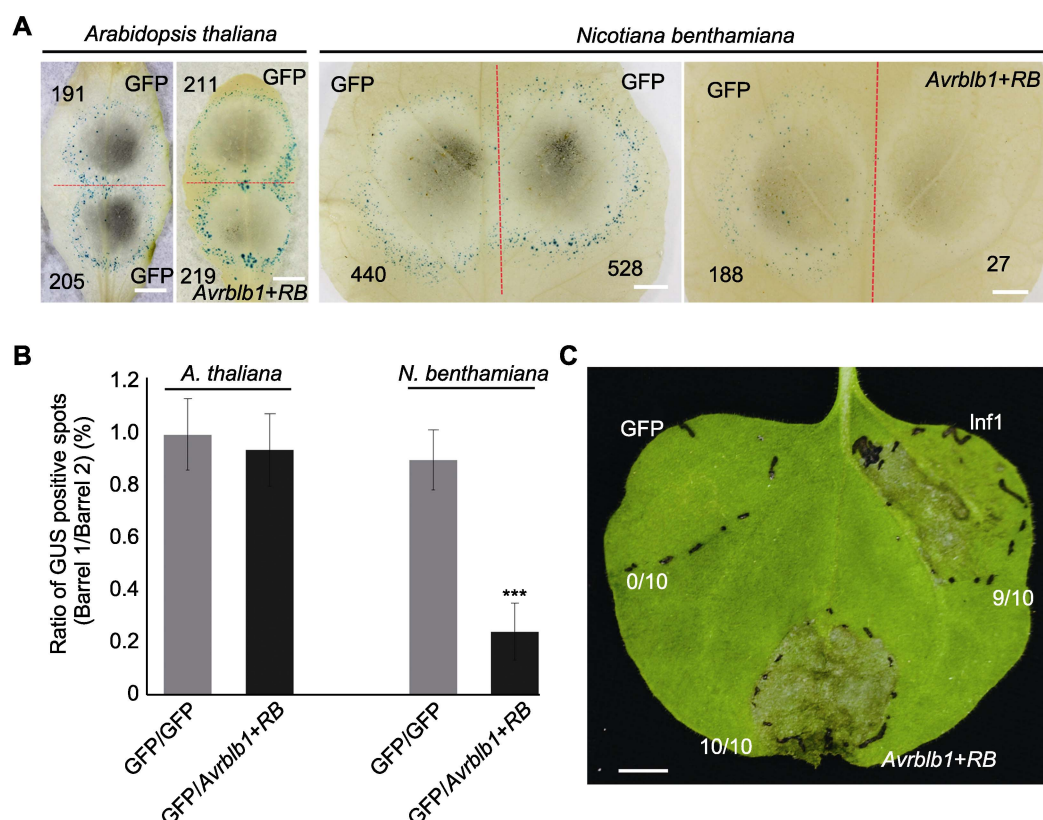 A
Arabidopsis thaliana
Nicotiana benthamiana
191
GFP
205
GFP
211
GFP
219
Avrblb1+RB
GFP
GFP
440
528
GFP
Avrblb1+RB
188
27
B
Ratio of GUS positive spots
(Barrel 1/Barrel 2) (%)
1.2
1.0
0.8
0.6
0.4
0.2
0
A. thaliana
N. benthamiana
***
GFP/GFP
GFP/Avrblb1+RB
GFP/GFP
GFP/Avrblb1+RB
C
GFP
Inf1
0/10
9/10
10/10
Avrblb1+RB